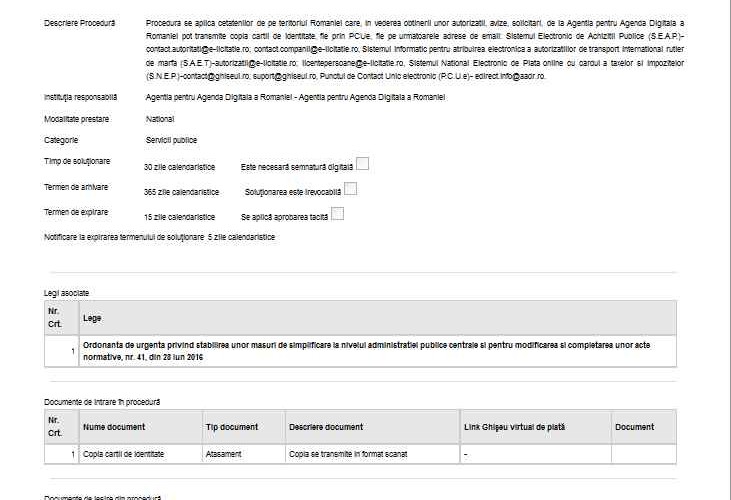 Descriere Procedură Procedura se aplica cetatenilor de pe teritoriul Romaniei care, in vederea obtinerii unor autorizatii, avize, solicitari, de la Agentia pentru Agenda Digitala a
Romaniei pot transmite copia cartii de identitate, fie prin PCUe, fie pe urmatoarele adrese de email: Sistemul Electronic de Achizitii Publice (S.E.A.P.)-
contact.autoritati@e-licitatie.ro; contact.companii@e-licitatie.ro, Sistemul Informatic pentru atribuirea electronica a autorizatiilor de transport international rutier
de marfa (S.A.E.T)-autorizatii@e-licitatie.ro; licentepersoane@e-licitatie.ro, Sistemul National Electronic de Plata online cu cardul a taxelor si impozitelor
(S.N.E.P.)-contact@ghiseul.ro, suport@ghiseul.ro, Punctul de Contact Unic electronic (P.C.U.e)- edirect.info@aadr.ro.
Instituția responsabilă Agentia pentru Agenda Digitala a Romaniei - Agentia pentru Agenda Digitala a Romaniei
Modalitate prestare National
Categorie Servicii publice
Timp de soluționare 30 zile calendaristice Este necesară semnatură digitală
Termen de arhivare 365 zile calendaristice Soluționarea este irevocabilă
Termen de expirare 15 zile calendaristice Se aplică aprobarea tacită
Notificare la expirarea termenului de soluționare 5 zile calendaristice
Legi asociate
Nr. Crt. Lege
1 Ordonanta de urgenta privind stabilirea unor masuri de simplificare la nivelul administratiei publice centrale si pentru modificarea si completarea unor acte
normative, nr. 41, din 28 iun 2016
Documente de intrare în procedură
Nr. Crt. Nume document Tip document Descriere document Link Ghișeu virtual de plată Document
1 Copia cartii de identitate Atasament Copia se transmite in format scanat -
Documente de iesire din procedură